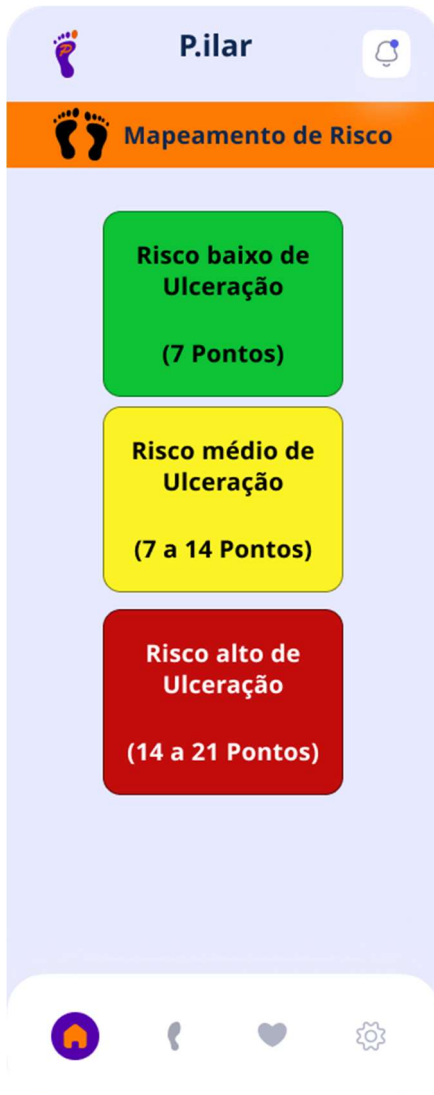 P.ilar
Mapeamento de Risco
Risco baixo de
Ulceração
(7 Pontos)
Risco médio de
Ulceração
(7 a 14 Pontos)
Risco alto de
Ulceração
(14 a 21 Pontos)